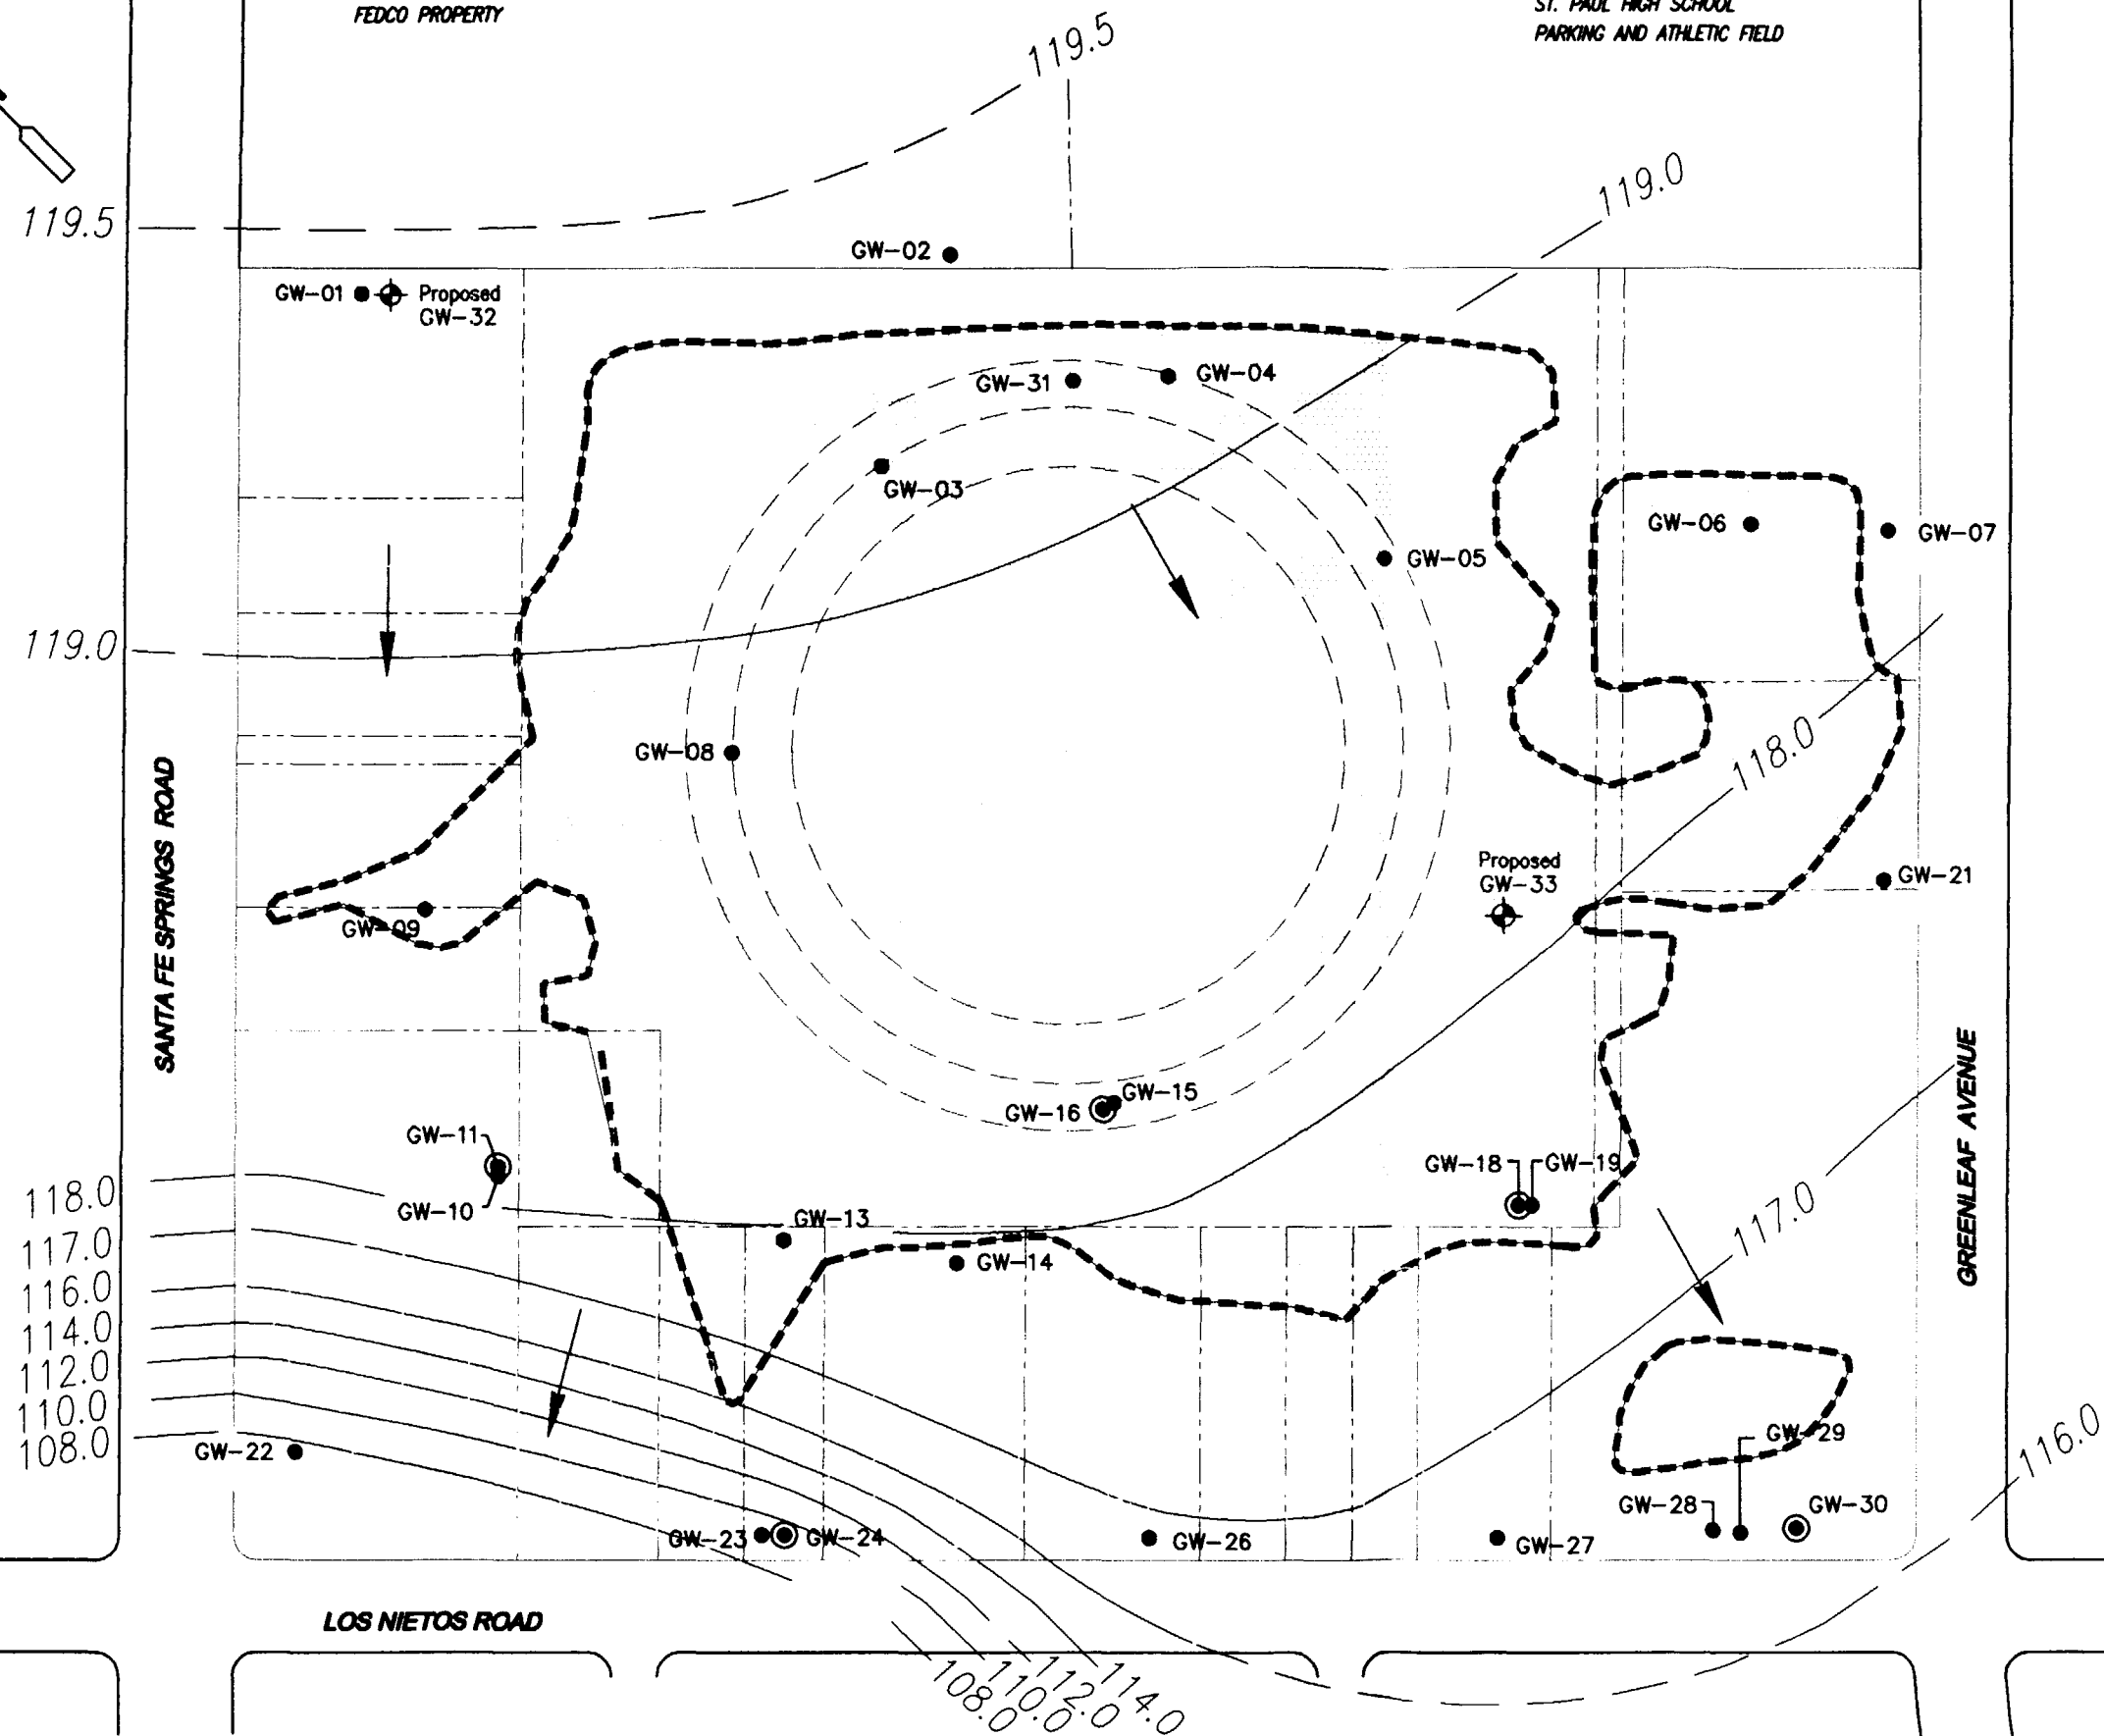 FEDCO PROPERTY
ST. PAUL HIGH SCHOOL
PARKING AND ATHLETIC FIELD
119.5
119.0
119.5
GW-02
GW-01
Proposed
GW-32
GW-31
GW-04
GW-03
GW-06
GW-07
GW-05
119.0
118.0
GW-08
SANTA FE SPRINGS ROAD
Proposed
GW-33
GW-21
GW-09
GREENLEAF AVENUE
GW-15
GW-16
GW-11
GW-18
GW-19
GW-10
118.0
117.0
GW-13
117.0
GW-14
116.0
114.0
112.0
110.0
108.0
GW-22
GW-29
116.0
GW-28
GW-30
GW-23
GW-24
GW-26
GW-27
LOS NIETOS ROAD
108.0
110.0
112.0
114.0